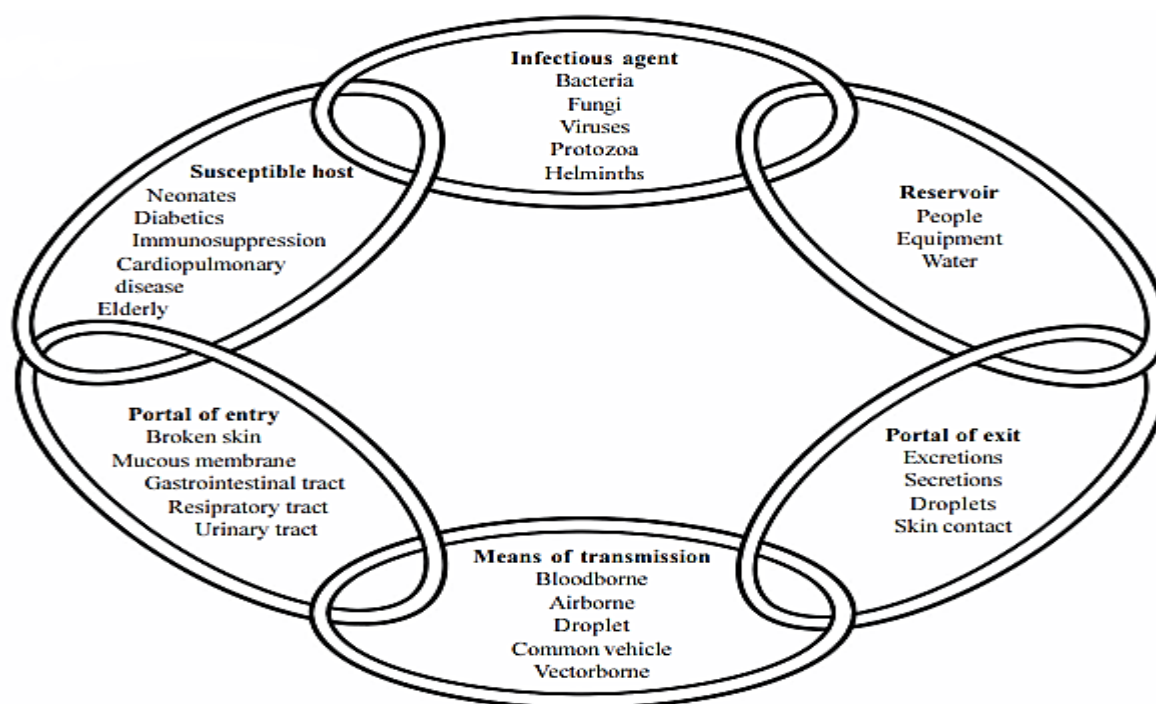 Infectious agent
Bacteria
Fungi
Viruses
Protozoa
Helminths
Reservoir
People
Equipment
Water
Portal of exit
Excretions
Secretions
Droplets
Skin contact
Means of transmission
Bloodborne
Airborne
Droplet
Common vehicle
Vectorborne
Portal of entry
Broken skin
Mucous membrane
Gastrointestinal tract
Resipratory tract
Urinary tract
Susceptible host
Neonates
Diabetics
Immunosuppression
Cardiopulmonary
disease
Elderly